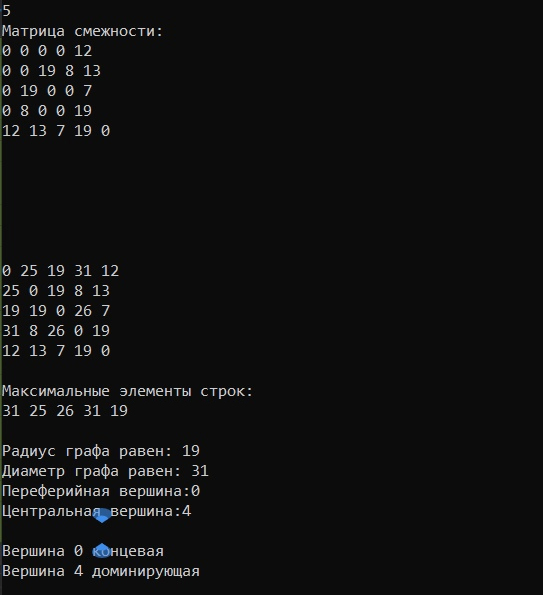 5
Матрица смежности:
0 0 0 0 12
0 0 19 8 13
0 19 0 0 7
0 8 0 0 19
12 13 7 19 0
0 25 19 31 12
25 0 19 8 13
19 19 0 26 7
31 8 26 0 19
12 13 7 19 0
Максимальные элементы строк:
31 25 26 31 19
Радиус графа равен: 19
Диаметр графа равен: 31
Переферийная вершина:0
Центральная вершина:4
Вершина 0 концевая
Вершина 4 доминирующая